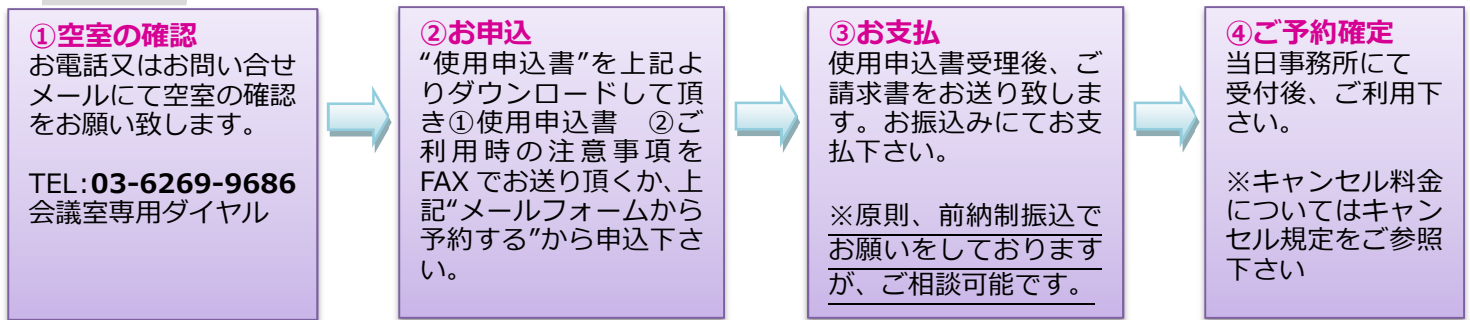 ①空室の確認
お電話又はお問い合せ
メールにて空室の確認
をお願い致します。
TEL:03-6269-9686
会議室専用ダイヤル
②お申込
“使用申込書”を上記よ
りダウンロードして頂
き①使用申込書　②ご
利用時の注意事項を
FAXでお送り頂くか、上
記“メールフォームから
予約する”から申込下さ
い。
③お支払
使用申込書受理後、ご
請求書をお送り致しま
す。お振込みにてお支
払下さい。
※原則、前納制振込で
お願いをしております
が、ご相談可能です。
④ご予約確定
当日事務所にて
受付後、ご利用下
さい。
※キャンセル料金
についてはキャン
セル規定をご参照
下さい